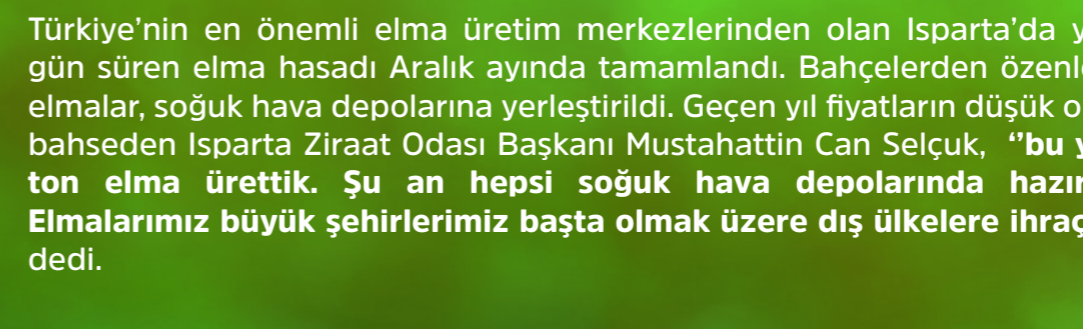 Türkiye’nin en önemli elma üretim merkezlerinden olan Isparta’da
gün süren elma hasadı Aralık ayında tamamlandı. Bahçelerden
elmalar, soğuk hava depolarına yerleştirildi. Geçen yıl fiyatların düşük
bahseden Isparta Ziraat Odası Başkanı Mustahattin Can Selçuk, ‘’bu
ton elma ürettik. Şu an hepsi soğuk hava depolarında
Elmalarımız büyük şehirlerimiz başta olmak üzere dış ülkelere
dedi.